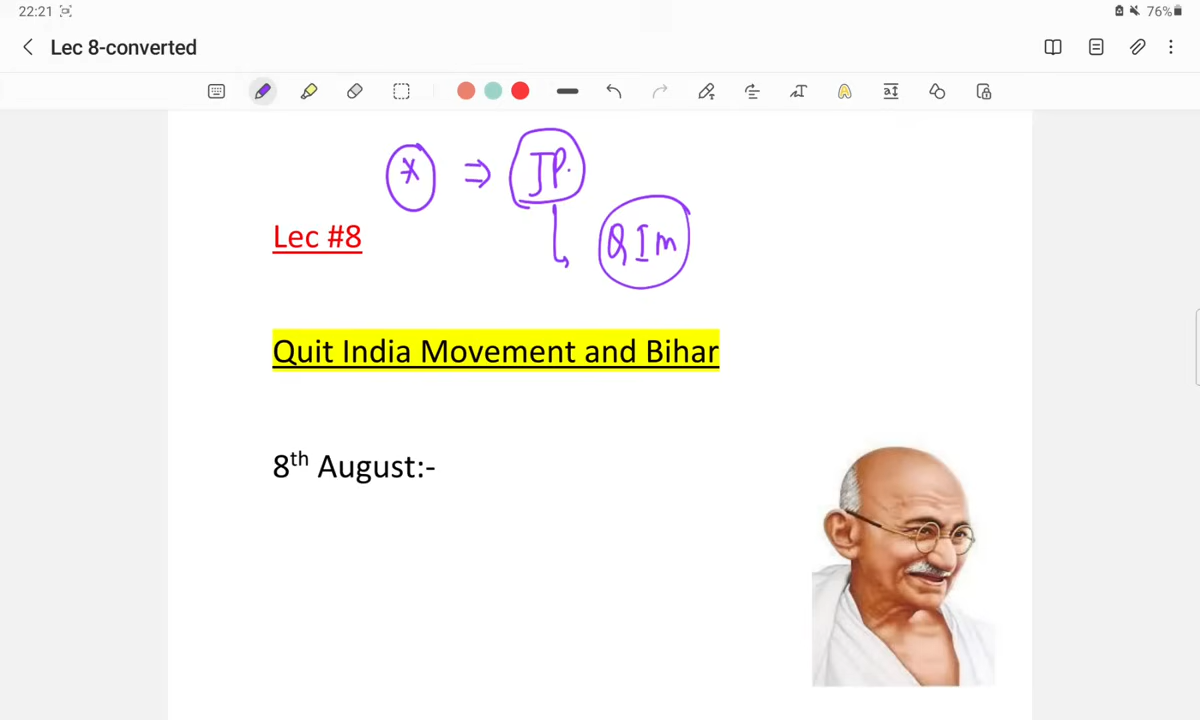 22:21
76%
Lec 8-converted
* ⇒ JP.
QIm
Lec #8
Quit India Movement and Bihar
8th August:-